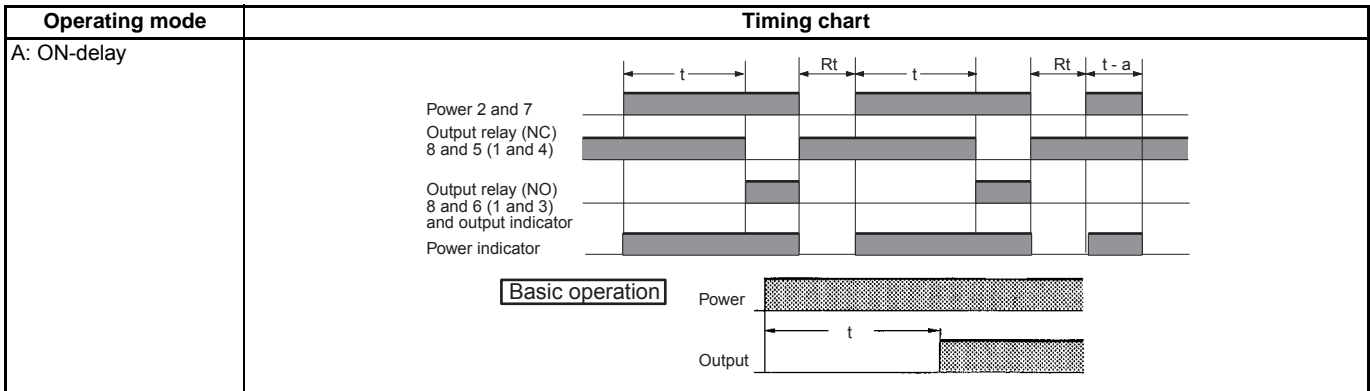 Operating mode
Timing chart
A: ON-delay
t
Rt
t
Rt
t - a
Power 2 and 7
Output relay (NC)
8 and 5 (1 and 4)
Output relay (NO)
8 and 6 (1 and 3)
and output indicator
Power indicator
Basic operation
Power
t
Output